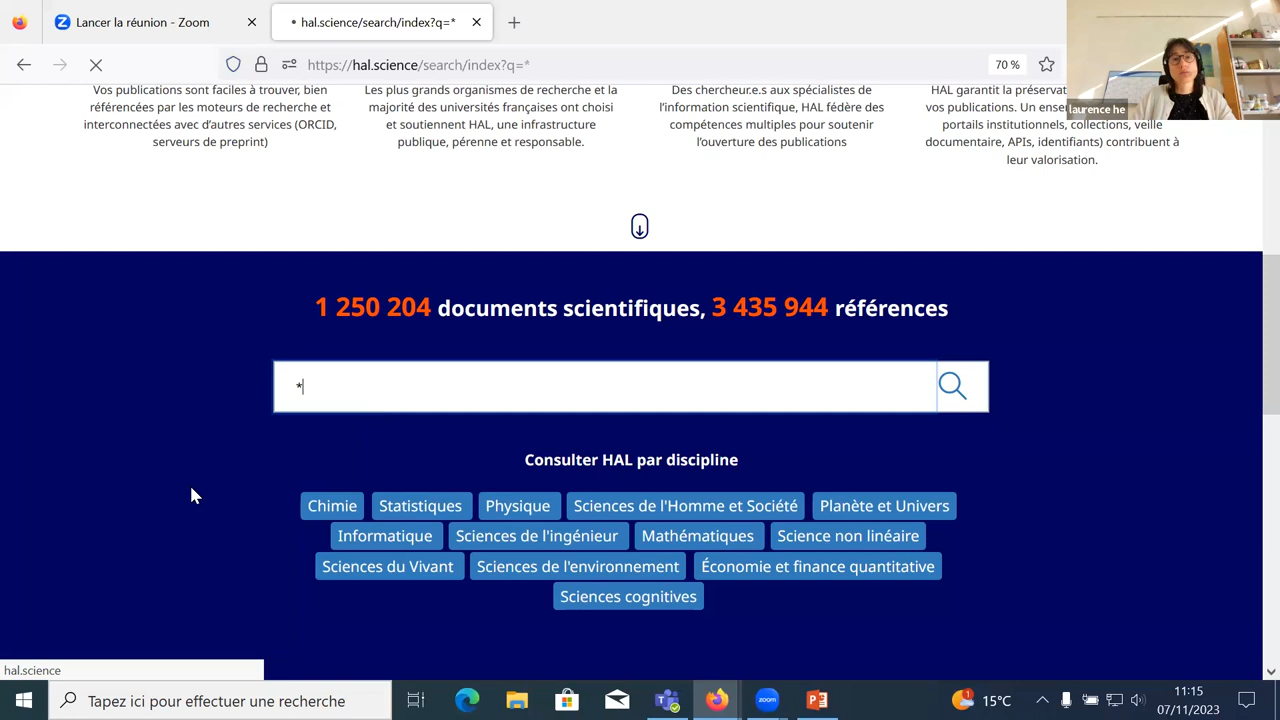 Lancer la réunion - Zoom
hal.science/search/index?q=*
https://hal.science/search/index?q=*
70 %
laurence he
Vos publications sont faciles à trouver, bien
référencées par les moteurs de recherche et
interconnectées avec d'autres services (ORCID,
serveurs de preprint)
Les plus grands organismes de recherche et la
majorité des universités françaises ont choisi
et soutiennent HAL, une infrastructure
publique, pérenne et responsable.
Des chercheur.e.s aux spécialistes de
l'information scientifique, HAL fédère des
compétences multiples pour soutenir
l'ouverture des publications
HAL garantit la préservat
vos publications. Un ense
portails institutionnels, collections, veille
documentaire, APIs, identifiants) contribuent à
leur valorisation.
1 250 204 documents scientifiques, 3 435 944 références
*
Consulter HAL par discipline
Chimie Statistiques Physique Sciences de l'Homme et Société Planète et Univers
Informatique Sciences de l'ingénieur Mathématiques Science non linéaire
Sciences du Vivant Sciences de l'environnement Économie et finance quantitative
Sciences cognitives
hal.science
Tapez ici pour effectuer une recherche
15°C
11:15
07/11/2023